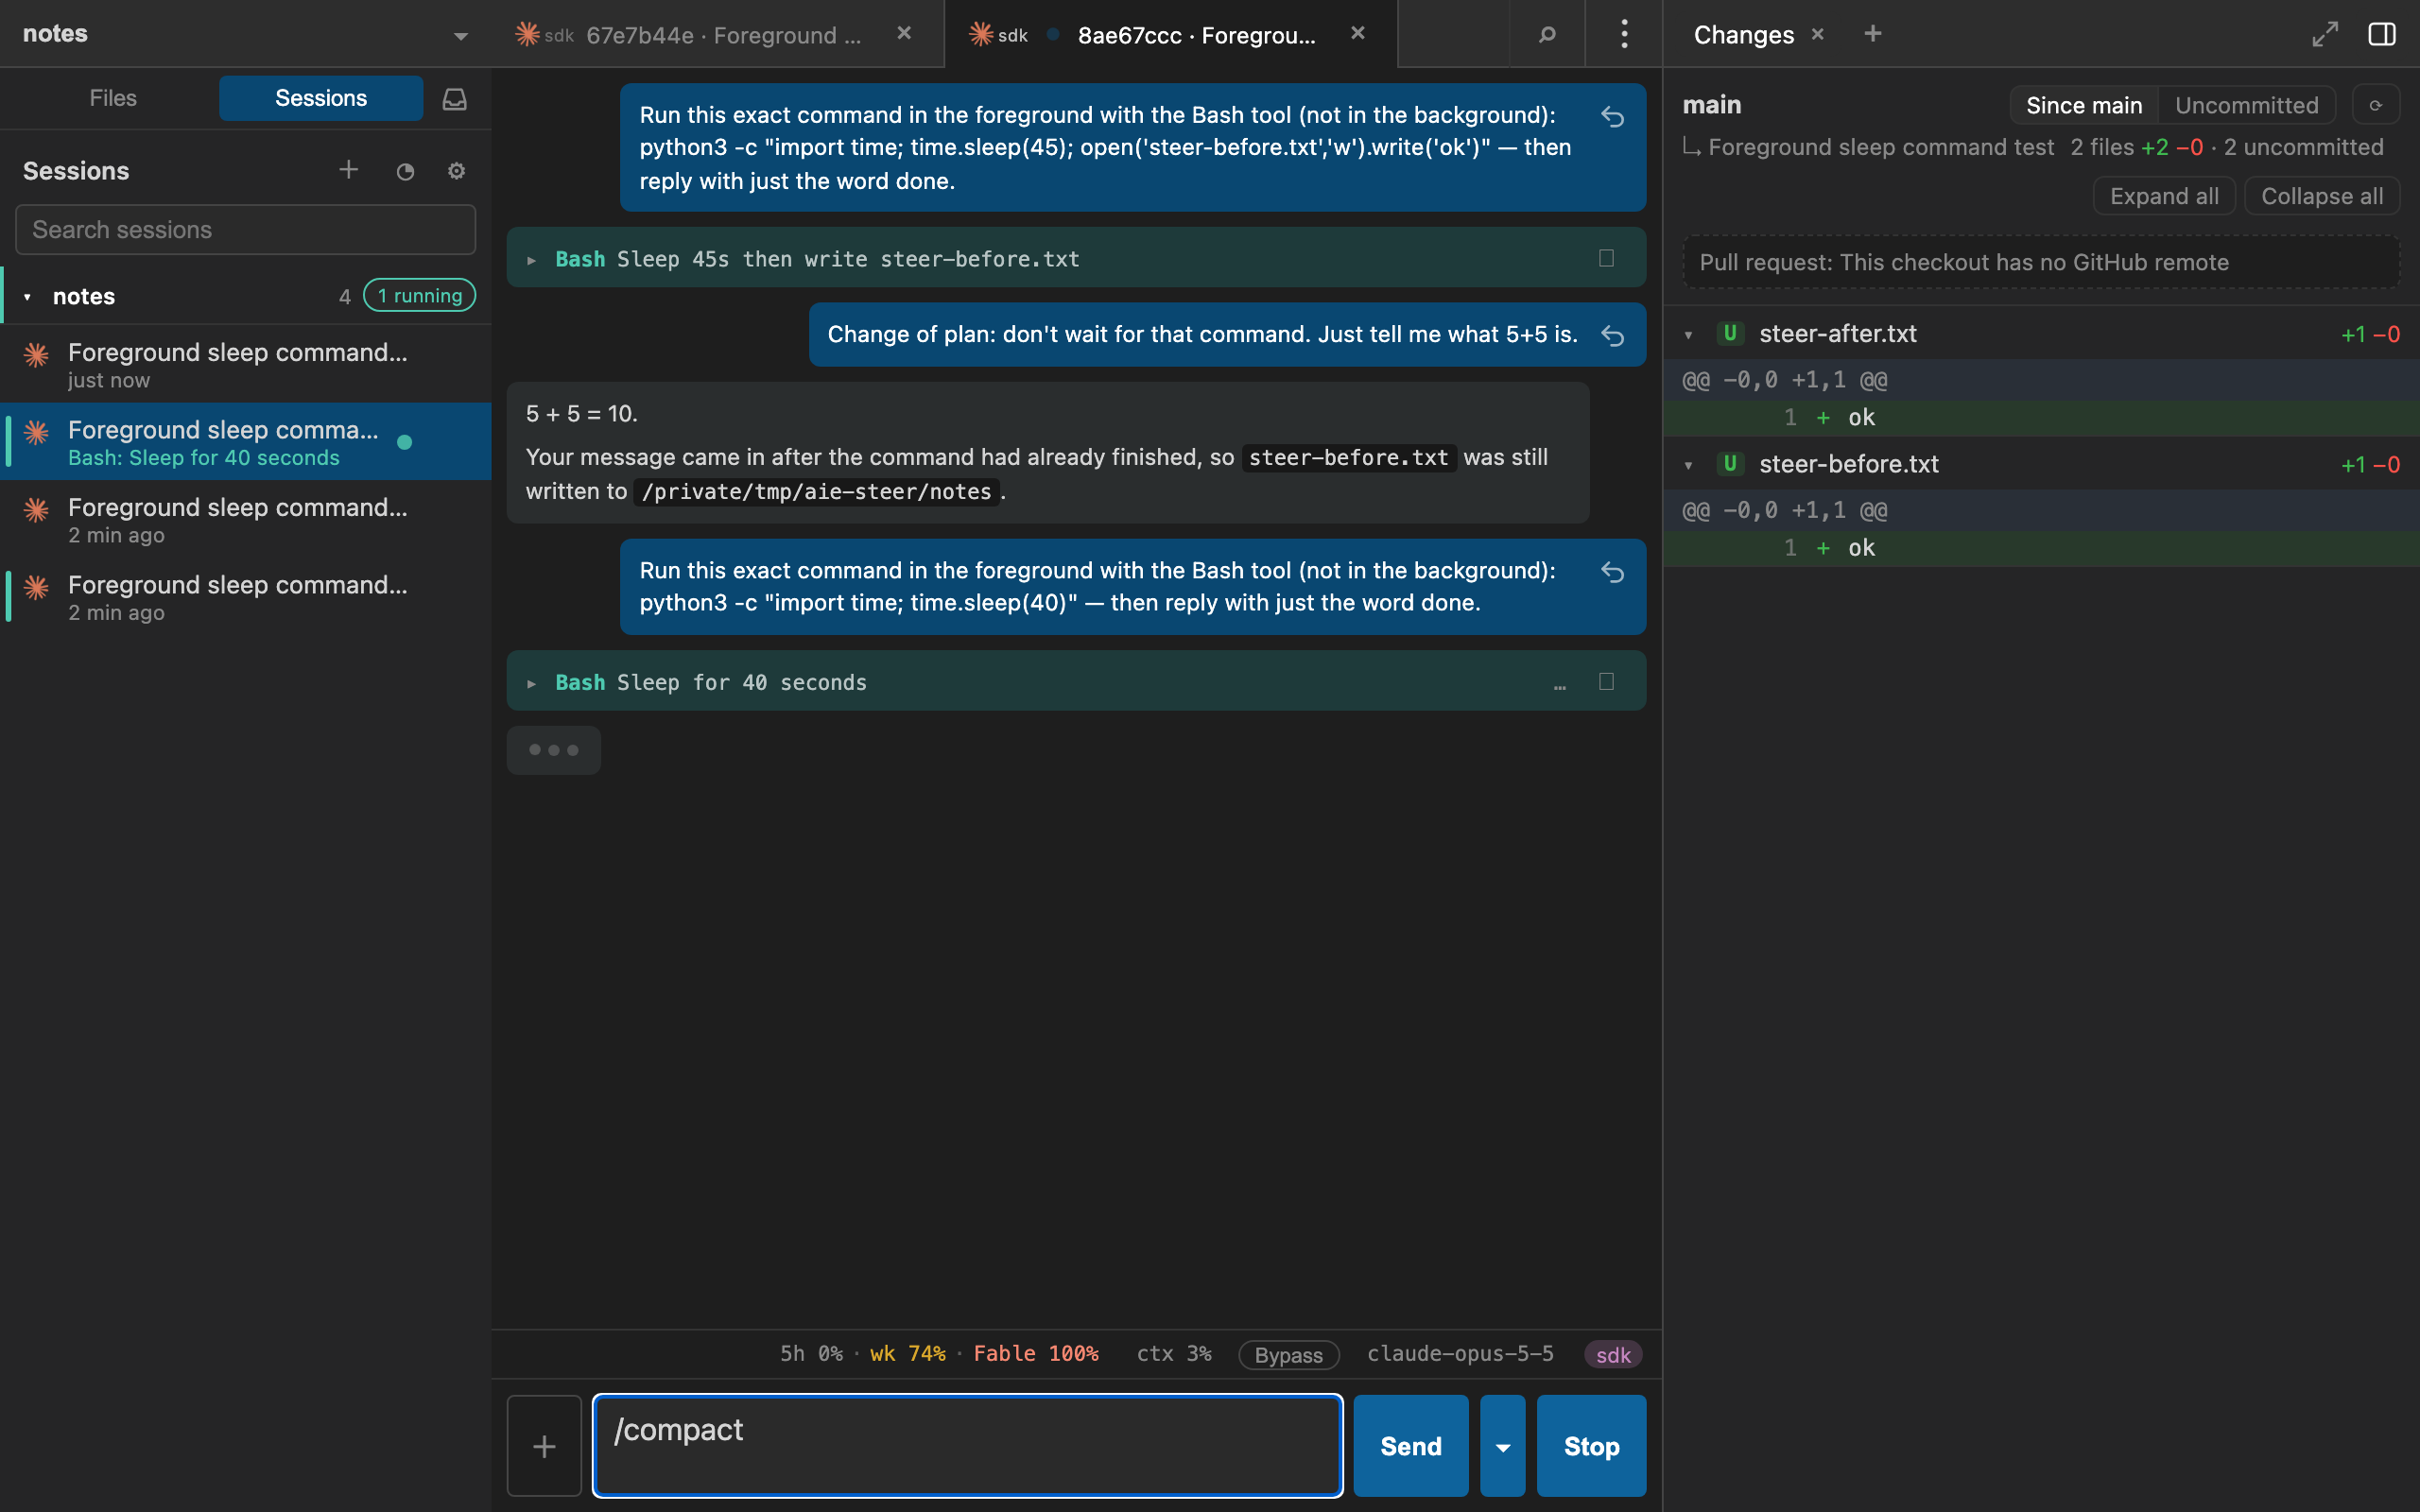 notes
Files
Sessions
Sessions
Search sessions
notes
4
1 running
Foreground sleep command...
just now
Foreground sleep comma...
Bash: Sleep for 40 seconds
Foreground sleep command...
2 min ago
Foreground sleep command...
2 min ago
sdk 67e7b44e · Foreground ...
sdk 8ae67ccc · Foregrou...
Run this exact command in the foreground with the Bash tool (not in the background):
python3 -c "import time; time.sleep(45); open('steer-before.txt','w').write('ok')" — then
reply with just the word done.
Bash Sleep 45s then write steer-before.txt
Change of plan: don't wait for that command. Just tell me what 5+5 is.
5 + 5 = 10.
Your message came in after the command had already finished, so steer-before.txt was still
written to /private/tmp/aie-steer/notes.
Run this exact command in the foreground with the Bash tool (not in the background):
python3 -c "import time; time.sleep(40)" — then reply with just the word done.
Bash Sleep for 40 seconds ...
5h 0% · wk 74% · Fable 100% ctx 3% Bypass claude-opus-5-5 sdk
/compact
Send
Stop
Changes
main
Since main
Uncommitted
Foreground sleep command test 2 files +2 −0 · 2 uncommitted
Expand all
Collapse all
Pull request: This checkout has no GitHub remote
U steer-after.txt +1 −0
@@ −0,0 +1,1 @@
1 + ok
U steer-before.txt +1 −0
@@ −0,0 +1,1 @@
1 + ok